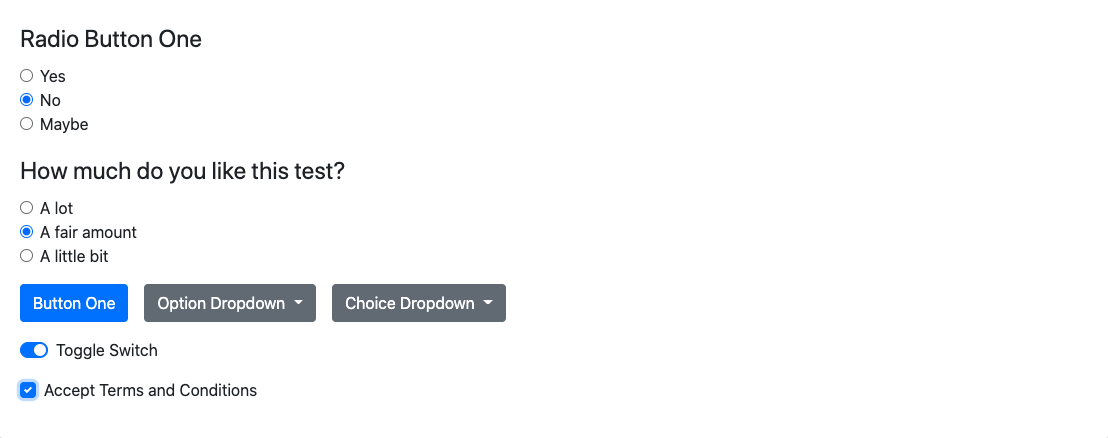 Radio Button One
Yes
No
Maybe
How much do you like this test?
A lot
A fair amount
A little bit
Button One Option Dropdown Choice Dropdown
Toggle Switch
Accept Terms and Conditions